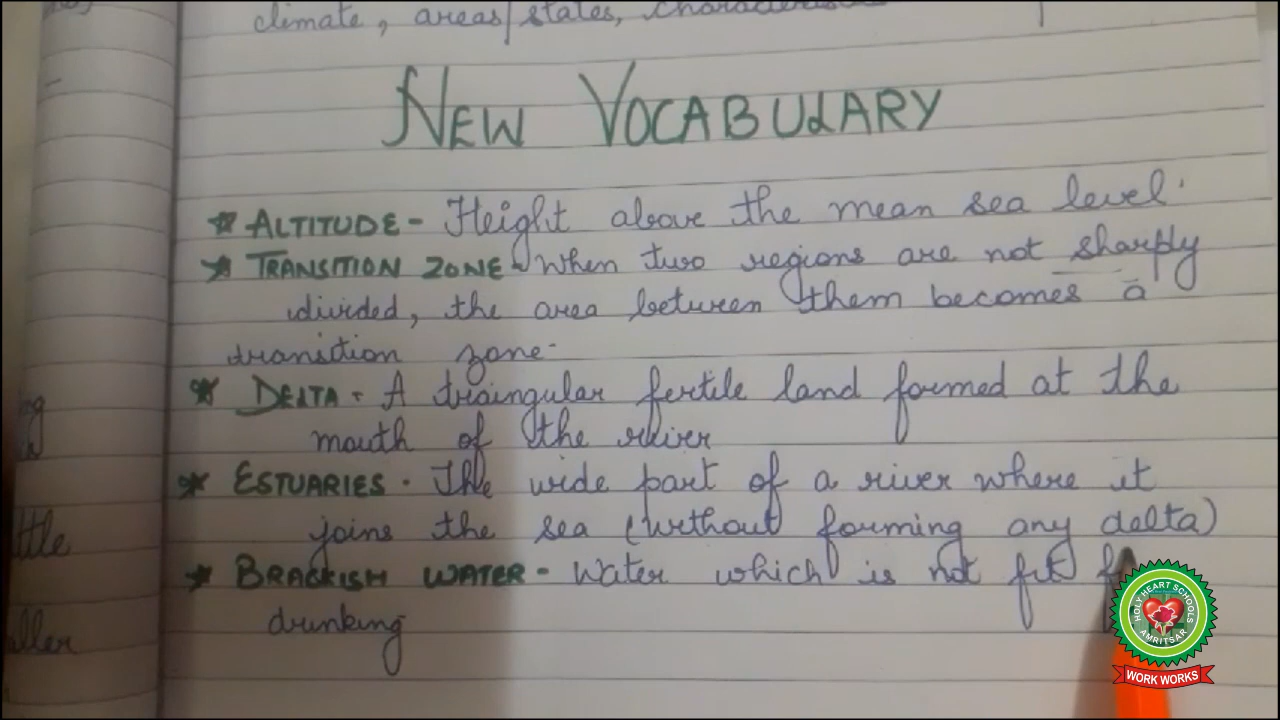 climate, areas/states,
NEW VOCABULARY
* ALTITUDE - Height above the mean sea level.
* TRANSITION ZONE - When two regions are not sharply
divided, the area between them becomes a
transition zone.
* DELTA - A traingular fertile land formed at the
mouth of the river
* ESTUARIES - The wide part of a river where it
joins the sea (without forming any delta)
* BRACKISH WATER - Water which is not fit
drinking
HOLY HEART SCHOOLS
AMRITSAR
WORK WORKS